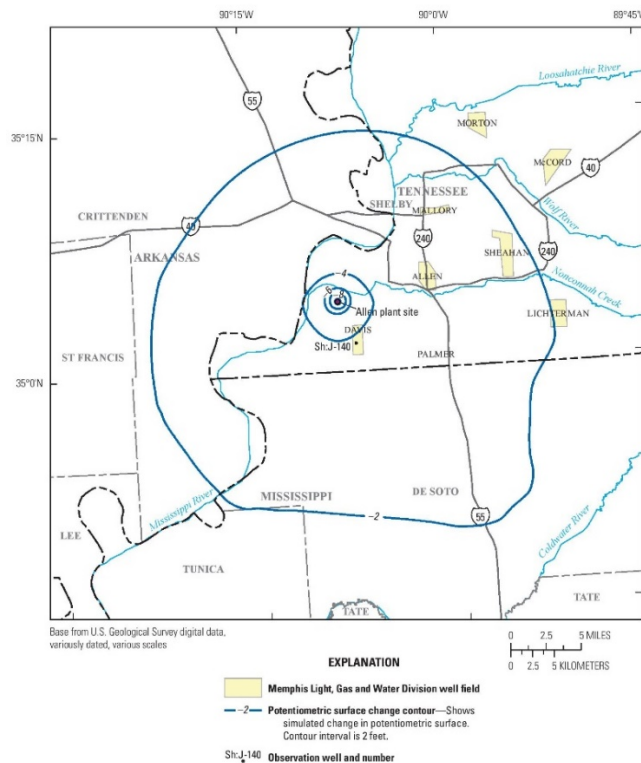 90°15'W
90°0'W
89°45'W
55
Loosahatchie River
35°15'N
MORTON
McCORD
40
TENNESSEE
SHELBY
MALLORY
Wolf River
CRITTENDEN
40
240
SHEAHAN
240
ARKANSAS
–4
ALLEN
Nonconnah Creek
–8
Allen plant site
LICHTERMAN
DAVIS
Sh:J-140
ST FRANCIS
PALMER
35°0'N
MISSISSIPPI
DE SOTO
Mississippi River
–2
55
LEE
Coldwater River
TUNICA
TATE
TATE
Base from U.S. Geological Survey digital data,
variously dated, various scales
0 2.5 5 MILES
0 2.5 5 KILOMETERS
EXPLANATION
Memphis Light, Gas and Water Division well field
–2 Potentiometric surface change contour—Shows
simulated change in potentiometric surface.
Contour interval is 2 feet.
Sh:J-140 Observation well and number